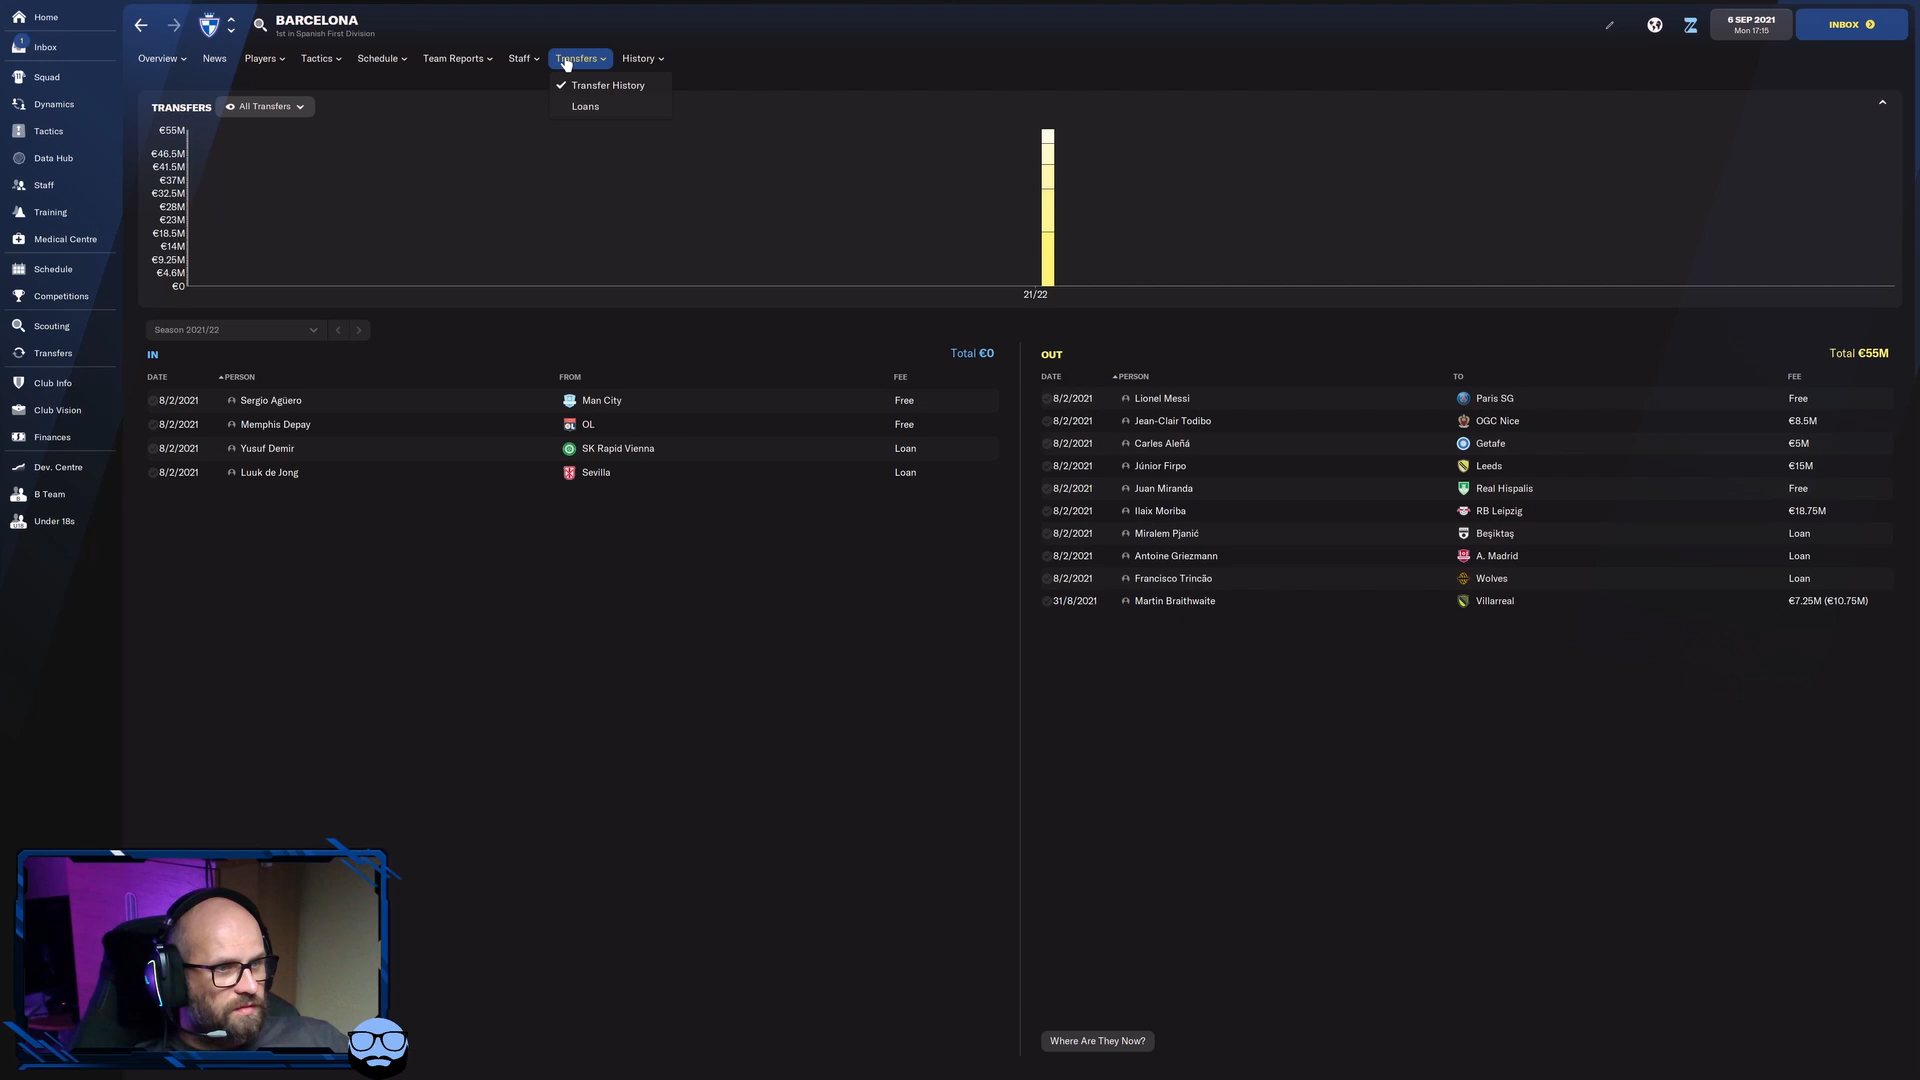 Home
1
Inbox
Squad
Dynamics
Tactics
Data Hub
Staff
Training
Medical Centre
Schedule
Competitions
Scouting
Transfers
Club Info
Club Vision
Finances
Dev. Centre
B Team
Under 18s
BARCELONA
1st in Spanish First Division
6 SEP 2021
Mon 17:15
INBOX
Overview News Players Tactics Schedule Team Reports Staff Transfers History
Transfer History
Loans
TRANSFERS All Transfers
€55M
€46.5M
€41.5M
€37M
€32.5M
€28M
€23M
€18.5M
€14M
€9.25M
€4.6M
€0
21/22
Season 2021/22
IN Total €0
DATE PERSON FROM FEE
8/2/2021 Sergio Agüero Man City Free
8/2/2021 Memphis Depay OL Free
8/2/2021 Yusuf Demir SK Rapid Vienna Loan
8/2/2021 Luuk de Jong Sevilla Loan
OUT Total €55M
DATE PERSON TO FEE
8/2/2021 Lionel Messi Paris SG Free
8/2/2021 Jean-Clair Todibo OGC Nice €8.5M
8/2/2021 Carles Aleñá Getafe €5M
8/2/2021 Júnior Firpo Leeds €15M
8/2/2021 Juan Miranda Real Hispalis Free
8/2/2021 Ilaix Moriba RB Leipzig €18.75M
8/2/2021 Miralem Pjanić Beşiktaş Loan
8/2/2021 Antoine Griezmann A. Madrid Loan
8/2/2021 Francisco Trincão Wolves Loan
31/8/2021 Martin Braithwaite Villarreal €7.25M (€10.75M)
Where Are They Now?